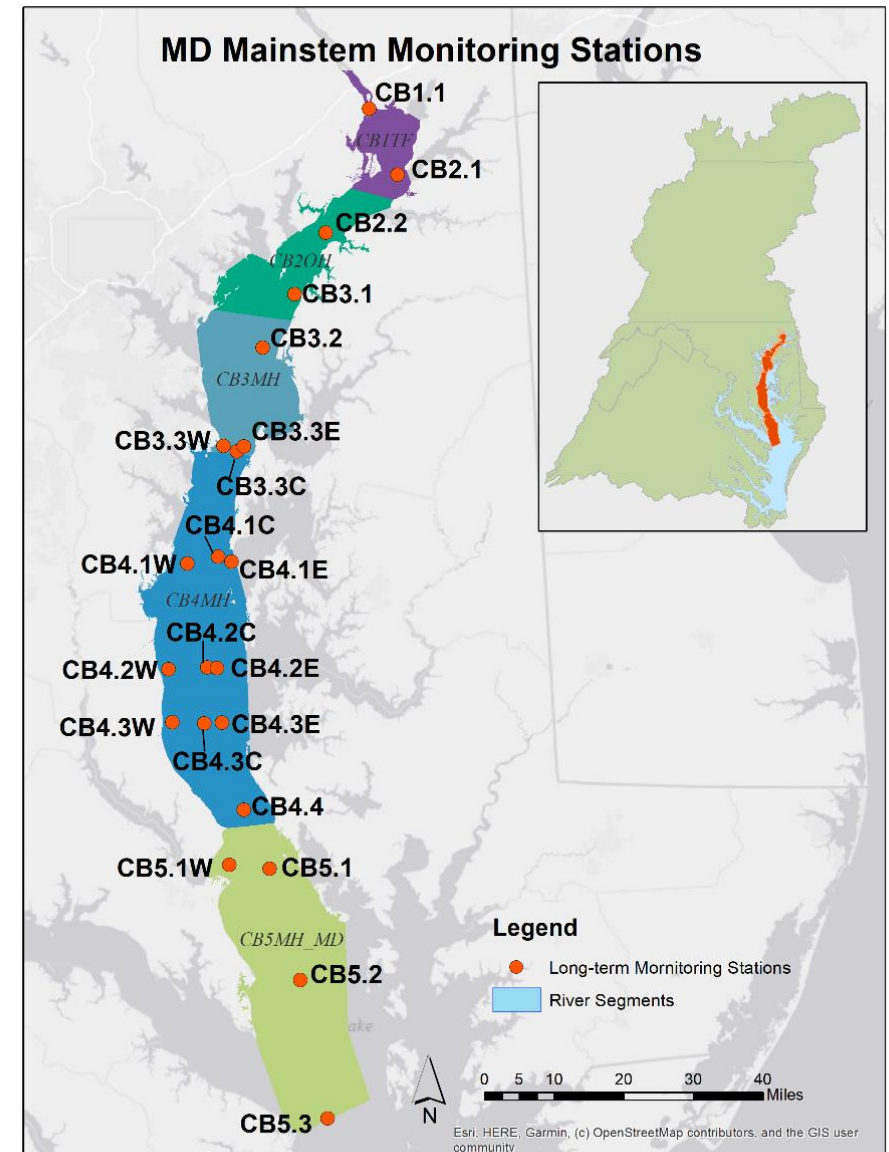 MD Mainstem Monitoring Stations
CB1.1
CB1TF
CB2.1
CB2.2
CB2OH
CB3.1
CB3.2
CB3MH
CB3.3W
CB3.3E
CB3.3C
CB4.1C
CB4.1W
CB4.1E
CB4MH
CB4.2C
CB4.2W
CB4.2E
CB4.3W
CB4.3E
CB4.3C
CB4.4
CB5.1W
CB5.1
CB5MH_MD
CB5.2
ake
CB5.3
Legend
Long-term Mornitoring Stations
River Segments
N
0 5 10 20 30 40
Miles
Esri, HERE, Garmin, (c) OpenStreetMap contributors, and the GIS user
community